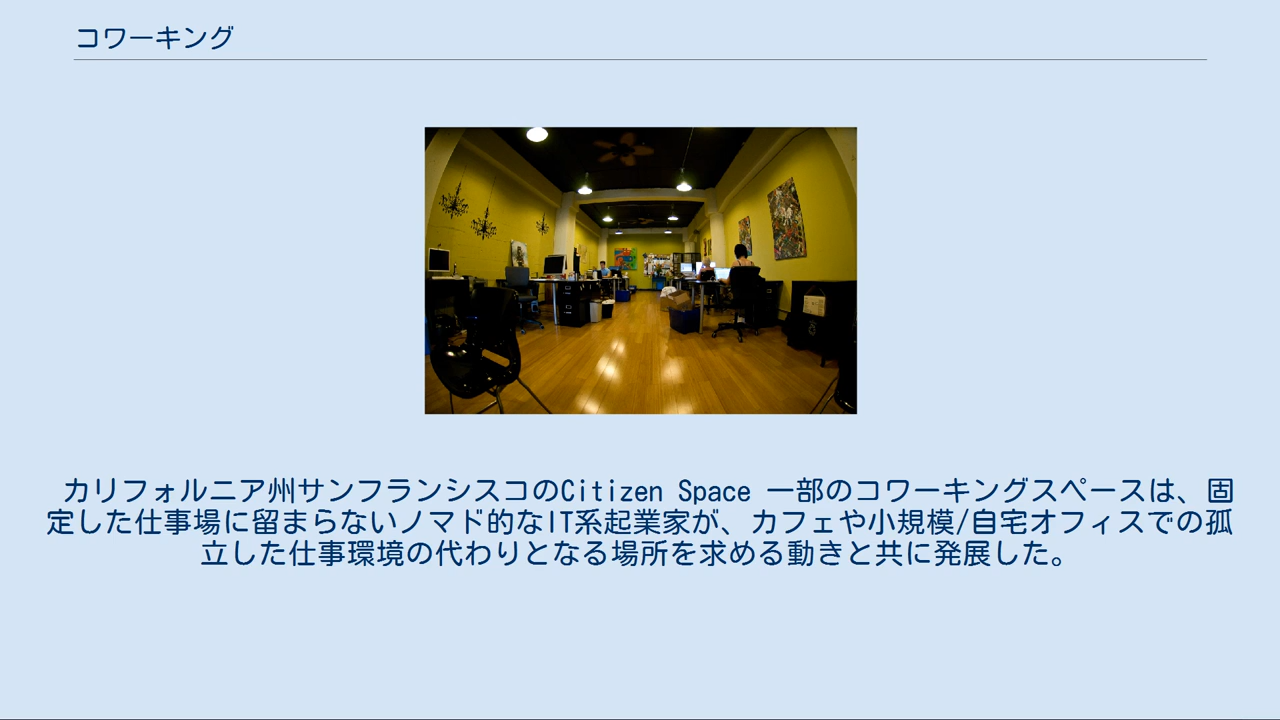 コワーキング
カリフォルニア州サンフランシスコのCitizen Space 一部のコワーキングスペースは、固
定した仕事場に留まらないノマド的なIT系起業家が、カフェや小規模/自宅オフィスでの孤
立した仕事環境の代わりとなる場所を求める動きと共に発展した。